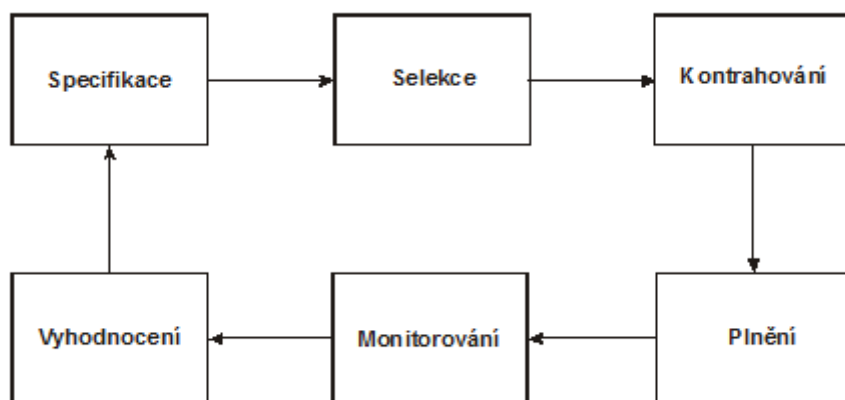 Specifikace
Selekce
Kontrahování
Vyhodnocení
Monitorování
Plnění